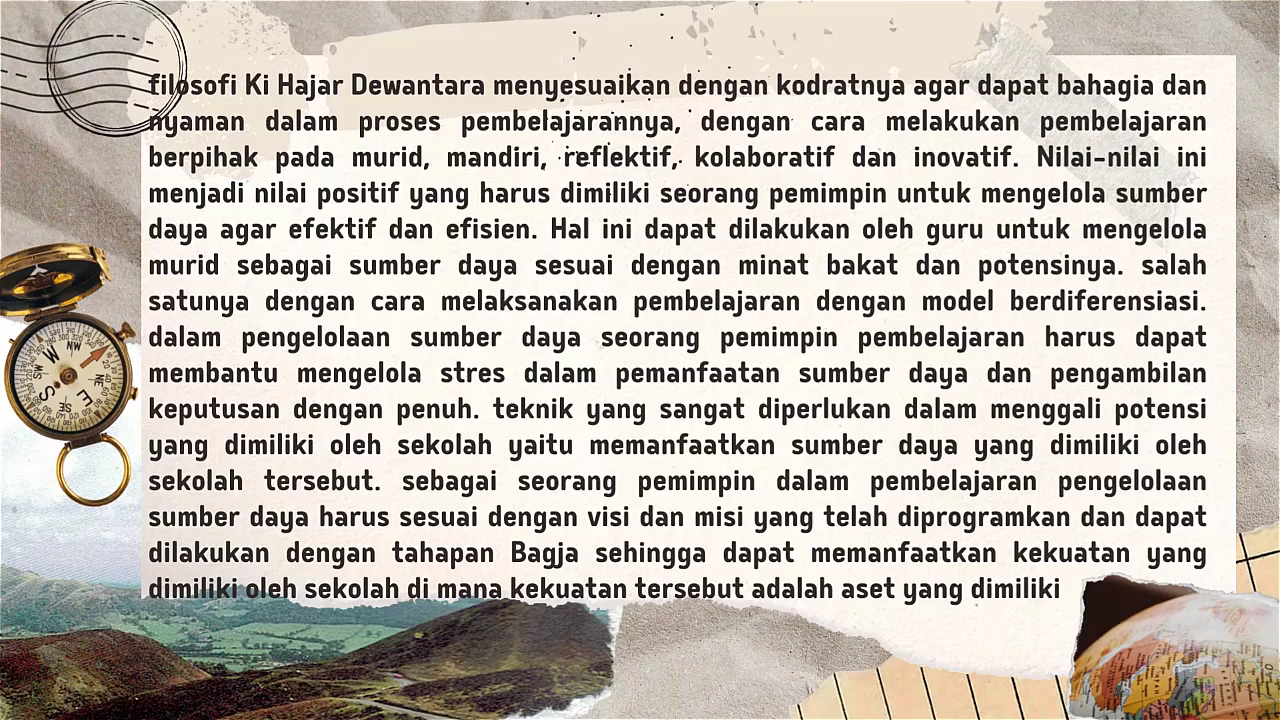 filosofi Ki Hajar Dewantara menyesuaikan dengan kodratnya agar dapat bahagia dan
nyaman dalam proses pembelajarannya, dengan cara melakukan pembelajaran
berpihak pada murid, mandiri, reflektif, kolaboratif dan inovatif. Nilai-nilai ini
menjadi nilai positif yang harus dimiliki seorang pemimpin untuk mengelola sumber
daya agar efektif dan efisien. Hal ini dapat dilakukan oleh guru untuk mengelola
murid sebagai sumber daya sesuai dengan minat bakat dan potensinya. salah
satunya dengan cara melaksanakan pembelajaran dengan model berdiferensiasi.
dalam pengelolaan sumber daya seorang pemimpin pembelajaran harus dapat
membantu mengelola stres dalam pemanfaatan sumber daya dan pengambilan
keputusan dengan penuh. teknik yang sangat diperlukan dalam menggali potensi
yang dimiliki oleh sekolah yaitu memanfaatkan sumber daya yang dimiliki oleh
sekolah tersebut. sebagai seorang pemimpin dalam pembelajaran pengelolaan
sumber daya harus sesuai dengan visi dan misi yang telah diprogramkan dan dapat
dilakukan dengan tahapan Bagja sehingga dapat memanfaatkan kekuatan yang
dimiliki oleh sekolah di mana kekuatan tersebut adalah aset yang dimiliki